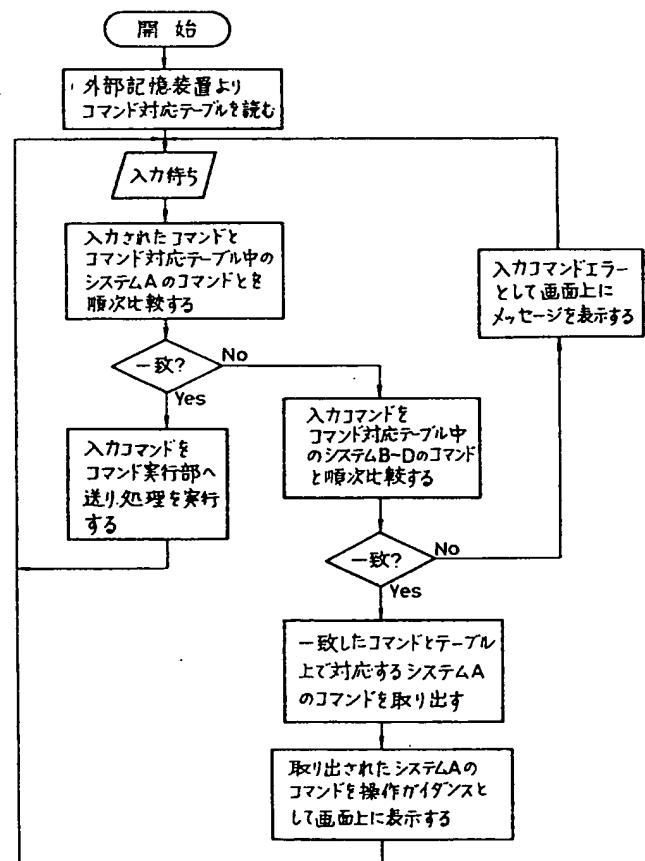 開始
外部記憶装置より
コマンド対応テーブルを読む
入力待ち
入力されたコマンドと
コマンド対応テーブル中の
システムAのコマンドとを
順次比較する
一致?
No
Yes
入力コマンドを
コマンド実行部へ
送り、処理を実行
する
入力コマンドを
コマンド対応テーブル中
のシステムB~Dのコマンド
と順次比較する
一致?
No
Yes
入力コマンドエラー
として画面上に
メッセージを表示する
一致したコマンドとテーブル
上で対応するシステムA
のコマンドを取り出す
取り出されたシステムAの
コマンドを操作ガイダンスと
して画面上に表示する